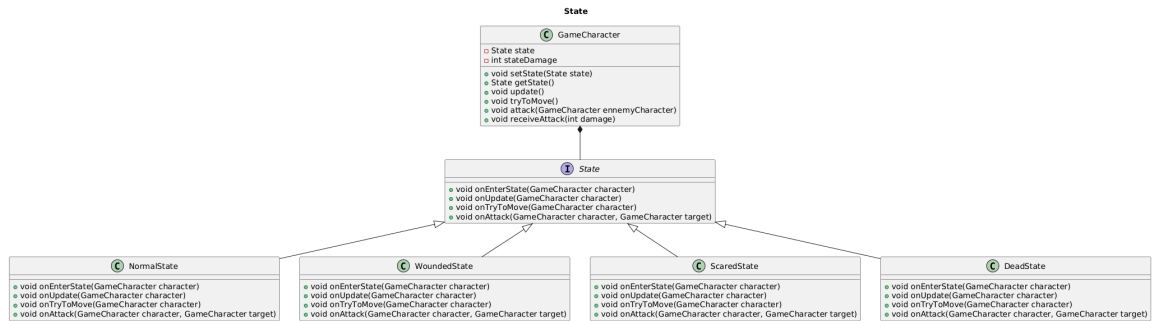 State
C GameCharacter
State state
int stateDamage
void setState(State state)
State getState()
void update()
void tryToMove()
void attack(GameCharacter ennemyCharacter)
void receiveAttack(int damage)
I State
void onEnterState(GameCharacter character)
void onUpdate(GameCharacter character)
void onTryToMove(GameCharacter character)
void onAttack(GameCharacter character, GameCharacter target)
C NormalState
void onEnterState(GameCharacter character)
void onUpdate(GameCharacter character)
void onTryToMove(GameCharacter character)
void onAttack(GameCharacter character, GameCharacter target)
C WoundedState
void onEnterState(GameCharacter character)
void onUpdate(GameCharacter character)
void onTryToMove(GameCharacter character)
void onAttack(GameCharacter character, GameCharacter target)
C ScaredState
void onEnterState(GameCharacter character)
void onUpdate(GameCharacter character)
void onTryToMove(GameCharacter character)
void onAttack(GameCharacter character, GameCharacter target)
C DeadState
void onEnterState(GameCharacter character)
void onUpdate(GameCharacter character)
void onTryToMove(GameCharacter character)
void onAttack(GameCharacter character, GameCharacter target)